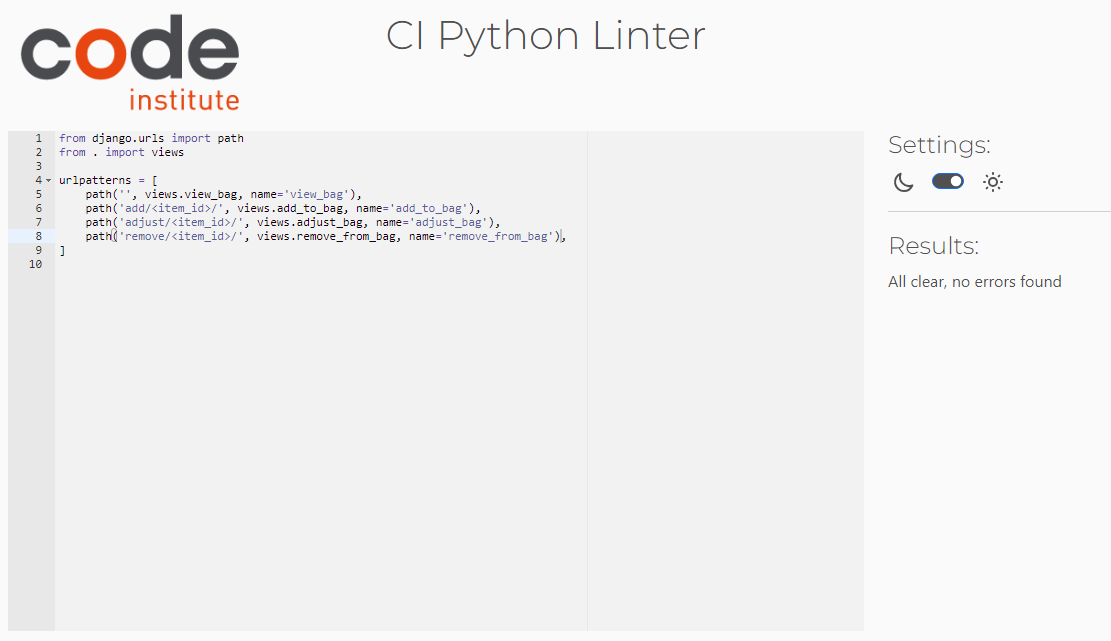 code
institute
CI Python Linter
1 from django.urls import path
2 from . import views
3
4 urlpatterns = [
5     path('', views.view_bag, name='view_bag'),
6     path('add/<item_id>/', views.add_to_bag, name='add_to_bag'),
7     path('adjust/<item_id>/', views.adjust_bag, name='adjust_bag'),
8     path('remove/<item_id>/', views.remove_from_bag, name='remove_from_bag'),
9 ]
10
Settings:
Results:
All clear, no errors found